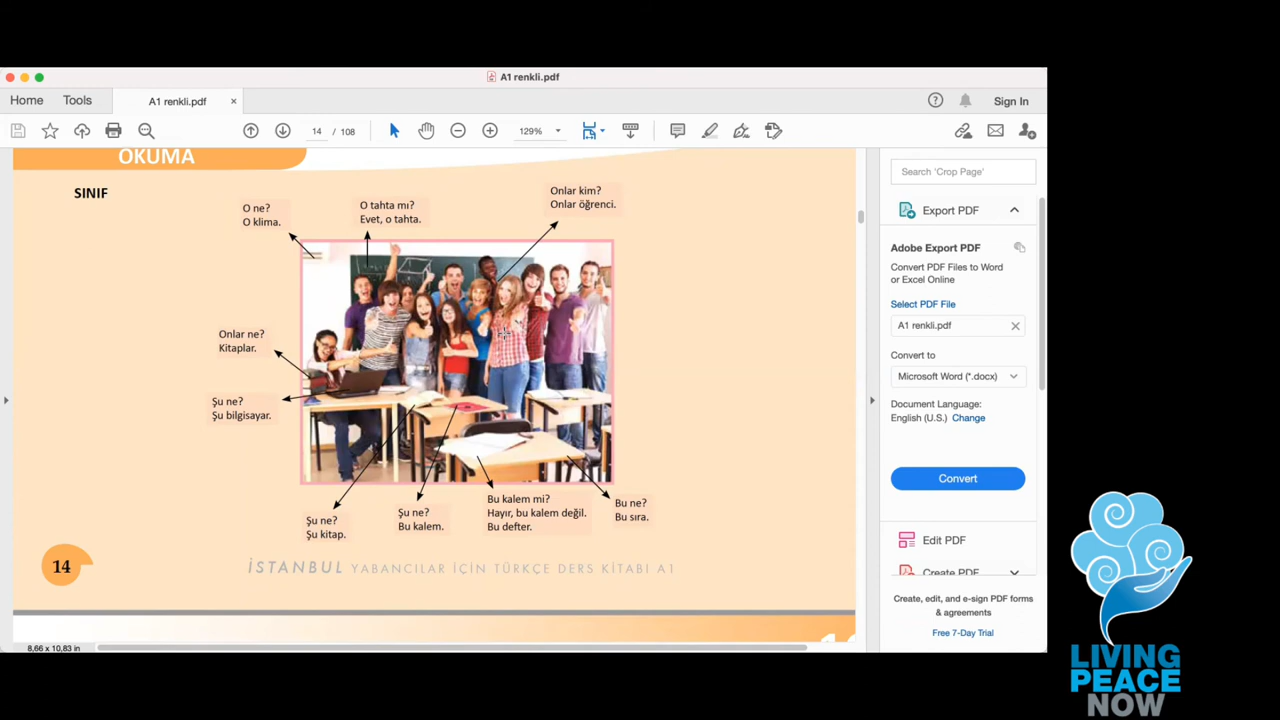 A1 renkli.pdf
Home
Tools
A1 renkli.pdf
Sign In
14 / 108
129%
OKUMA
SINIF
O ne?
O klima.
O tahta mı?
Evet, o tahta.
Onlar kim?
Onlar öğrenci.
Onlar ne?
Kitaplar.
Şu ne?
Şu bilgisayar.
Şu ne?
Şu kitap.
Şu ne?
Bu kalem.
Bu kalem mi?
Hayır, bu kalem değil.
Bu defter.
Bu ne?
Bu sıra.
14
İSTANBUL YABANCILAR İÇİN TÜRKÇE DERS KİTABI A1
8,66 x 10,83 in
Search 'Crop Page'
Export PDF
Adobe Export PDF
Convert PDF Files to Word
or Excel Online
Select PDF File
A1 renkli.pdf
Convert to
Microsoft Word (*.docx)
Document Language:
English (U.S.) Change
Convert
Edit PDF
Create PDF
Create, edit, and e-sign PDF forms
& agreements
Free 7-Day Trial
LIVING
PEACE
NOW